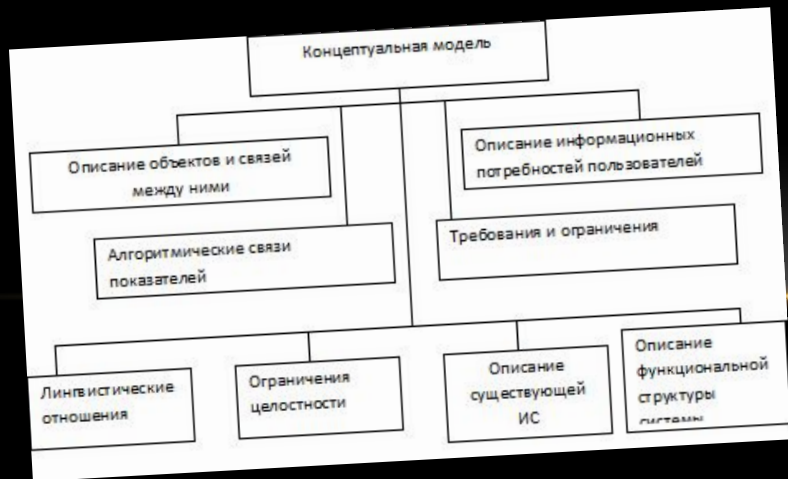 Концептуальная модель
Описание объектов и связей
между ними
Описание информационных
потребностей пользователей
Алгоритмические связи
показателей
Требования и ограничения
Лингвистические
отношения
Ограничения
целостности
Описание
существующей
ИС
Описание
функциональной
структуры
системы